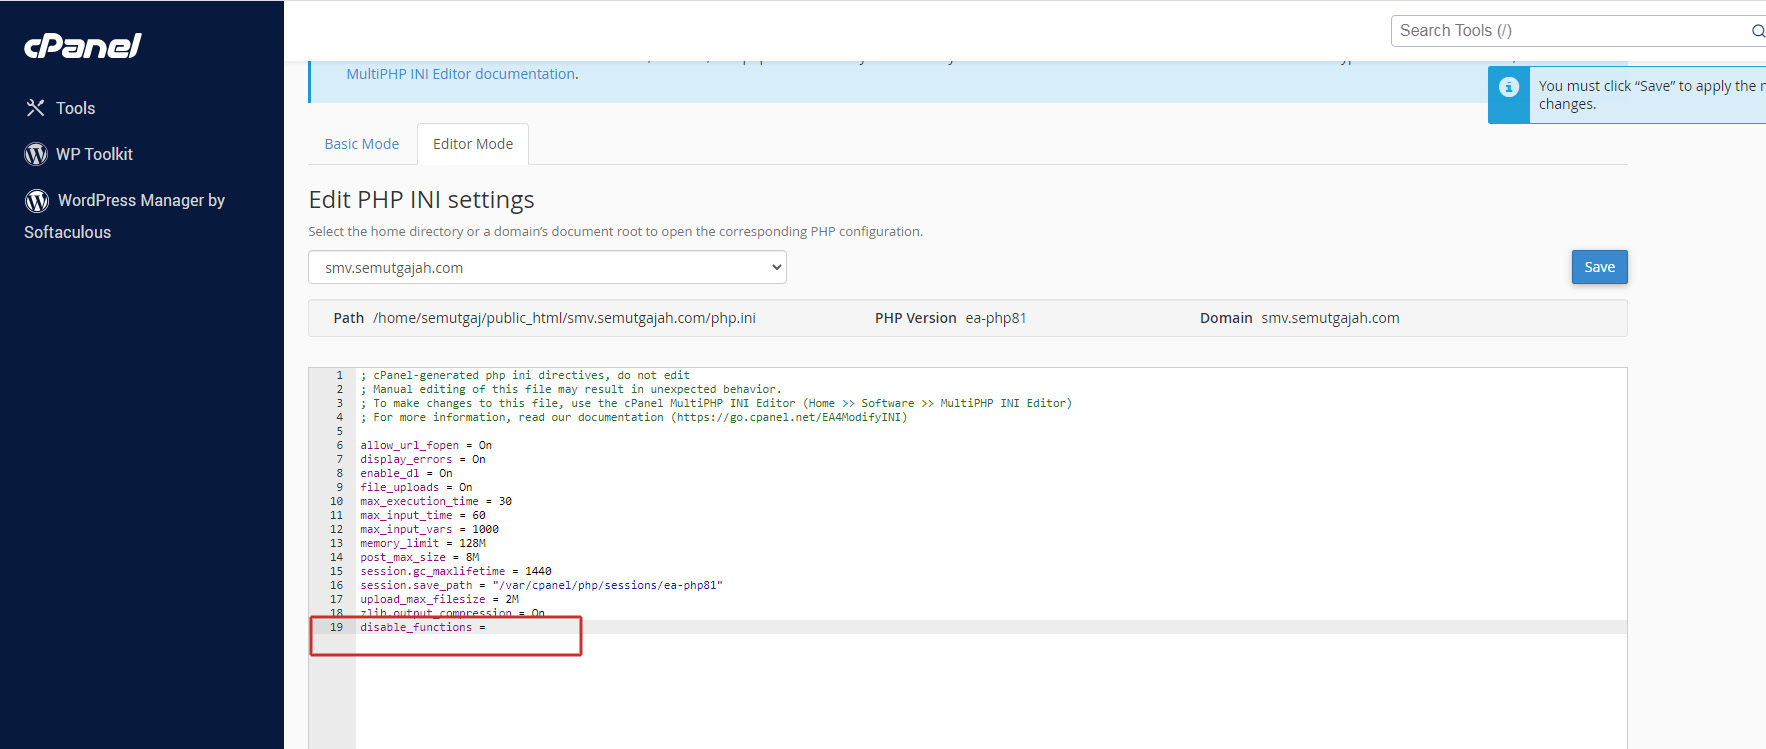 cPanel
Search Tools (/)
Tools
WP Toolkit
WordPress Manager by
Softaculous
MultiPHP INI Editor documentation.
You must click “Save” to apply the
changes.
Basic Mode
Editor Mode
Edit PHP INI settings
Select the home directory or a domain’s document root to open the corresponding PHP configuration.
smv.semutgajah.com
Save
Path /home/semutgaj/public_html/smv.semutgajah.com/php.ini PHP Version ea-php81 Domain smv.semutgajah.com
1 ; cPanel-generated php ini directives, do not edit
2 ; Manual editing of this file may result in unexpected behavior.
3 ; To make changes to this file, use the cPanel MultiPHP INI Editor (Home >> Software >> MultiPHP INI Editor)
4 ; For more information, read our documentation (https://go.cpanel.net/EA4ModifyINI)
5
6 allow_url_fopen = On
7 display_errors = On
8 enable_dl = On
9 file_uploads = On
10 max_execution_time = 30
11 max_input_time = 60
12 max_input_vars = 1000
13 memory_limit = 128M
14 post_max_size = 8M
15 session.gc_maxlifetime = 1440
16 session.save_path = "/var/cpanel/php/sessions/ea-php81"
17 upload_max_filesize = 2M
18 zlib.output_compression = On
19 disable_functions =